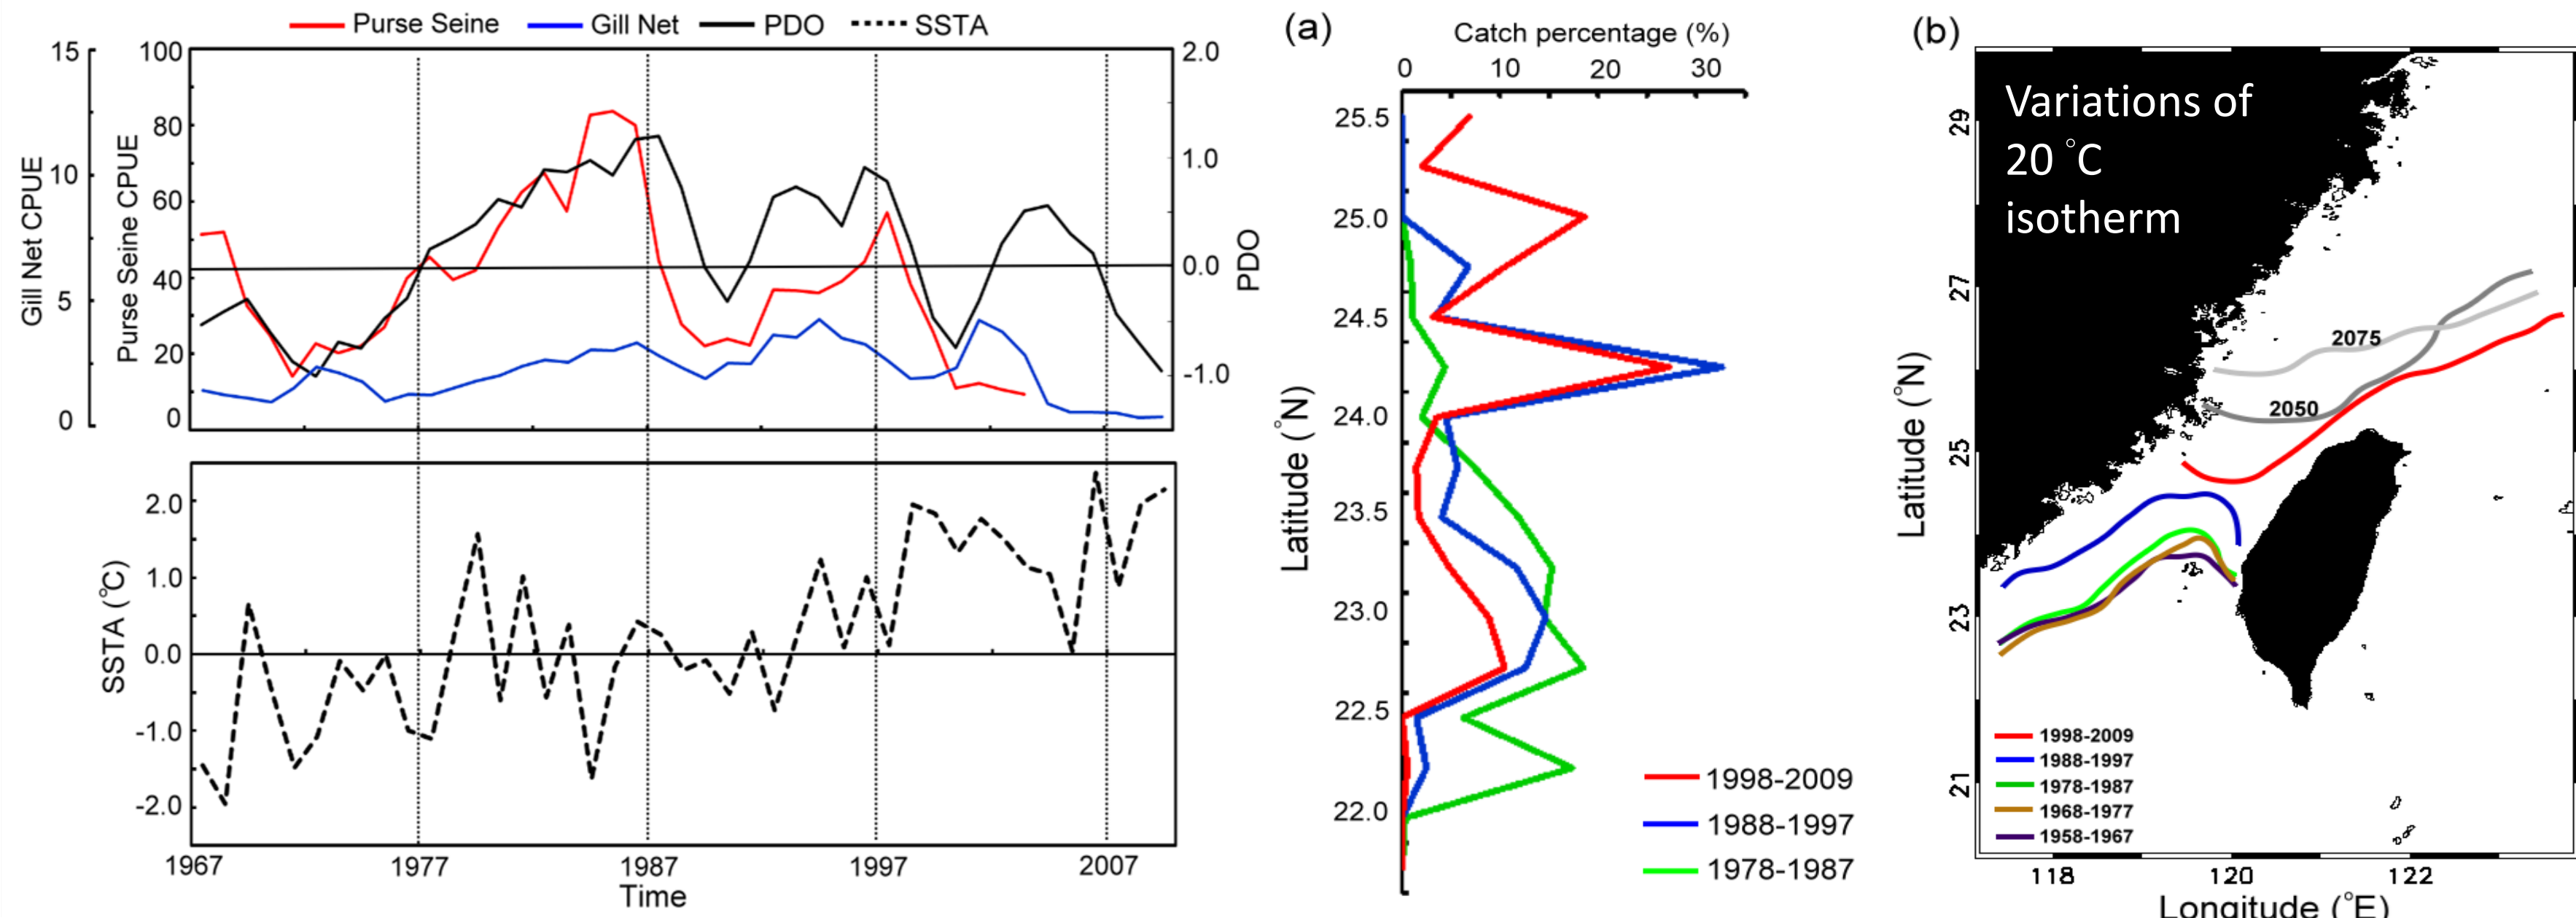 Purse Seine Gill Net PDO SSTA
Gill Net CPUE
15
10
5
0
Purse Seine CPUE
100
80
60
40
20
0
PDO
2.0
1.0
0.0
-1.0
SSTA (°C)
2.0
1.0
0.0
-1.0
-2.0
1967 1977 1987 1997 2007
Time
(a)
Catch percentage (%)
0 10 20 30
Latitude (°N)
25.5
25.0
24.5
24.0
23.5
23.0
22.5
22.0
1998-2009
1988-1997
1978-1987
(b)
Variations of
20 °C
isotherm
Latitude (°N)
29
27
25
23
21
2075
2050
1998-2009
1988-1997
1978-1987
1968-1977
1958-1967
118 120 122
Longitude (°E)